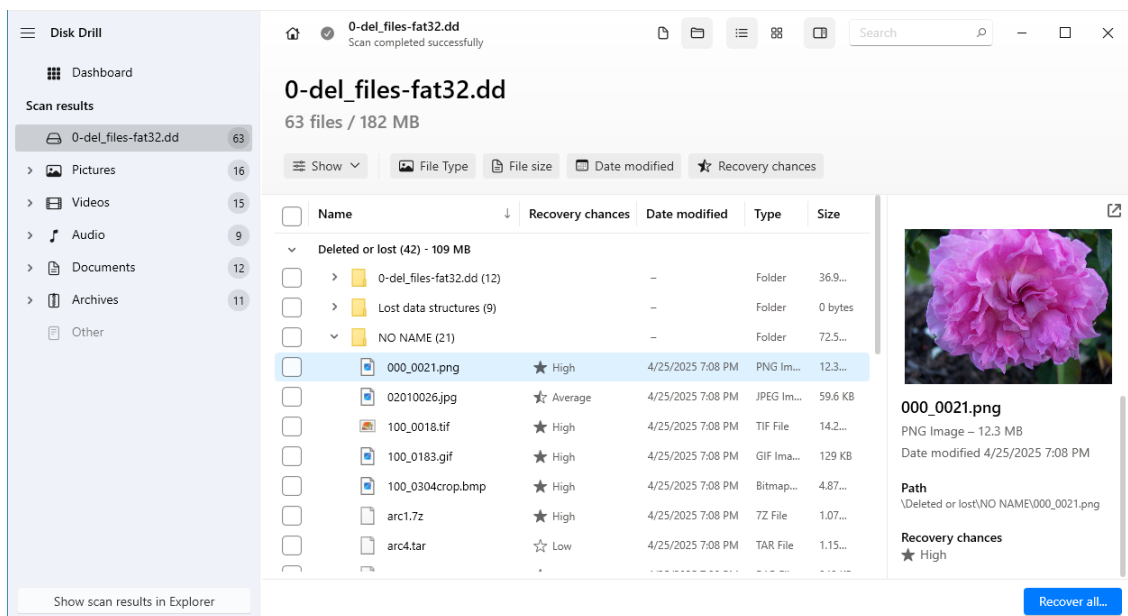 Disk Drill
Dashboard
Scan results
0-del_files-fat32.dd 63
Pictures 16
Videos 15
Audio 9
Documents 12
Archives 11
Other
Show scan results in Explorer
0-del_files-fat32.dd
Scan completed successfully
Search
0-del_files-fat32.dd
63 files / 182 MB
Show File Type File size Date modified Recovery chances
Name Recovery chances Date modified Type Size
Deleted or lost (42) - 109 MB
0-del_files-fat32.dd (12) – Folder 36.9...
Lost data structures (9) – Folder 0 bytes
NO NAME (21) – Folder 72.5...
000_0021.png High 4/25/2025 7:08 PM PNG Im... 12.3...
02010026.jpg Average 4/25/2025 7:08 PM JPEG Im... 59.6 KB
100_0018.tif High 4/25/2025 7:08 PM TIF File 14.2...
100_0183.gif High 4/25/2025 7:08 PM GIF Ima... 129 KB
100_0304crop.bmp High 4/25/2025 7:08 PM Bitmap... 4.87...
arc1.7z High 4/25/2025 7:08 PM 7Z File 1.07...
arc4.tar Low 4/25/2025 7:08 PM TAR File 1.15...
000_0021.png
PNG Image – 12.3 MB
Date modified 4/25/2025 7:08 PM
Path
\Deleted or lost\NO NAME\000_0021.png
Recovery chances
High
Recover all...